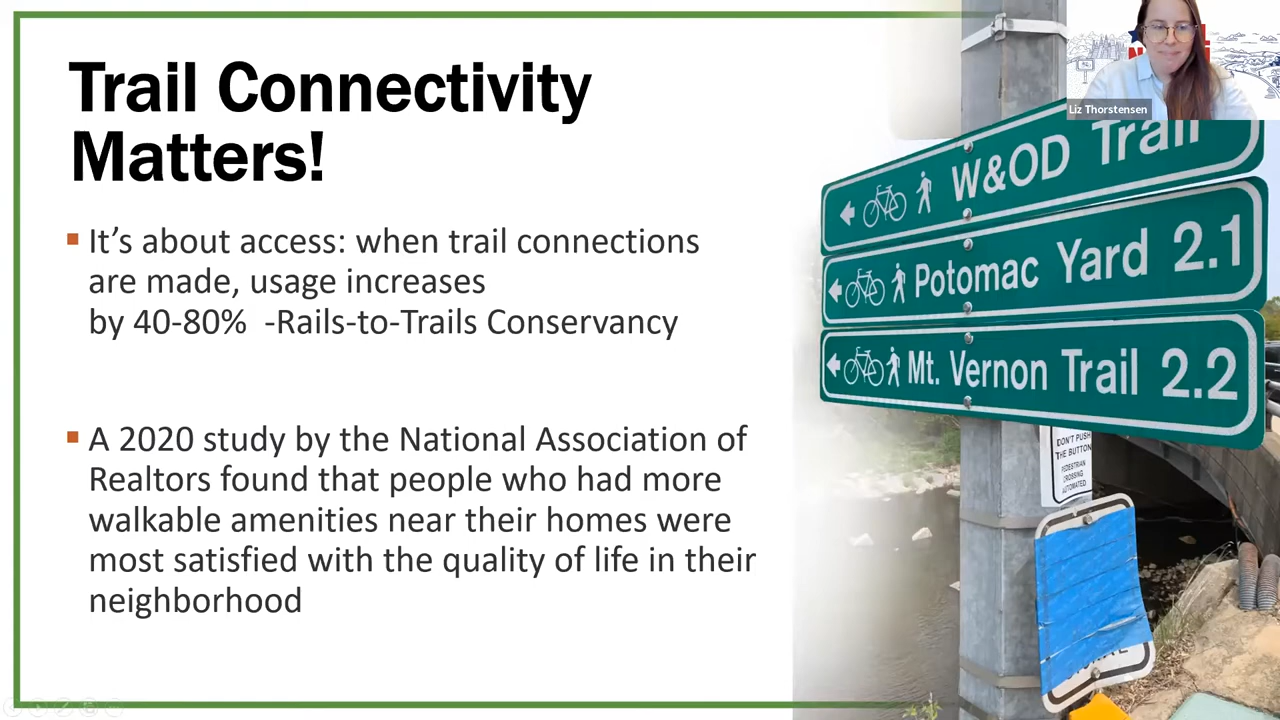 Trail Connectivity
Matters!
It's about access: when trail connections
are made, usage increases
by 40-80%  -Rails-to-Trails Conservancy
A 2020 study by the National Association of
Realtors found that people who had more
walkable amenities near their homes were
most satisfied with the quality of life in their
neighborhood
Liz Thorstensen
W&OD Trail
Potomac Yard 2.1
Mt. Vernon Trail 2.2
DON'T PUSH
THE BUTTON
PEDESTRIAN
CROSSING
AUTOMATED